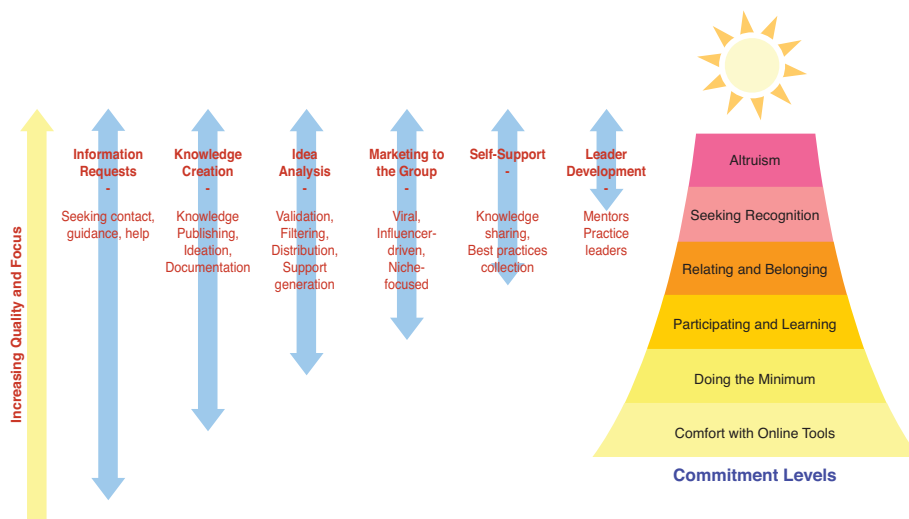 Increasing Quality and Focus
Information
Requests
-
Seeking contact,
guidance, help
Knowledge
Creation
-
Knowledge
Publishing,
Ideation,
Documentation
Idea
Analysis
-
Validation,
Filtering,
Distribution,
Support
generation
Marketing to
the Group
-
Viral,
Influencer-
driven,
Niche-
focused
Self-Support
-
Knowledge
sharing,
Best practices
collection
Leader
Development
-
Mentors
Practice
leaders
Altruism
Seeking Recognition
Relating and Belonging
Participating and Learning
Doing the Minimum
Comfort with Online Tools
Commitment Levels